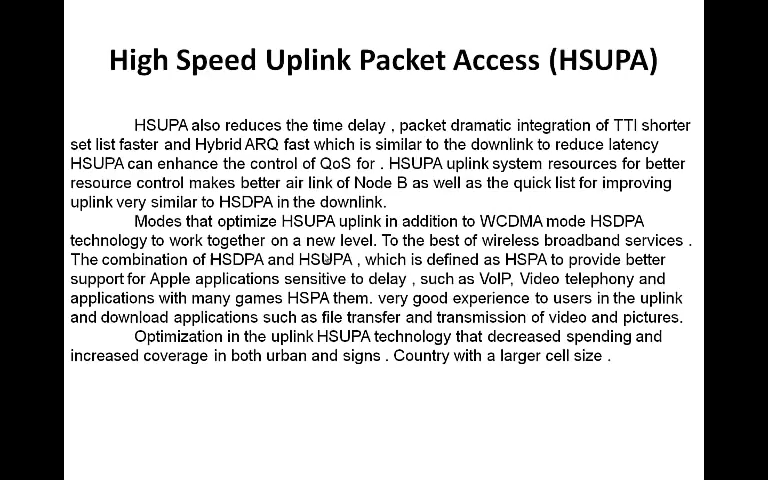 High Speed Uplink Packet Access (HSUPA)
HSUPA also reduces the time delay , packet dramatic integration of TTI shorter
set list faster and Hybrid ARQ fast which is similar to the downlink to reduce latency
HSUPA can enhance the control of QoS for . HSUPA uplink system resources for better
resource control makes better air link of Node B as well as the quick list for improving
uplink very similar to HSDPA in the downlink.
Modes that optimize HSUPA uplink in addition to WCDMA mode HSDPA
technology to work together on a new level. To the best of wireless broadband services .
The combination of HSDPA and HSUPA , which is defined as HSPA to provide better
support for Apple applications sensitive to delay , such as VoIP, Video telephony and
applications with many games HSPA them. very good experience to users in the uplink
and download applications such as file transfer and transmission of video and pictures.
Optimization in the uplink HSUPA technology that decreased spending and
increased coverage in both urban and signs . Country with a larger cell size .